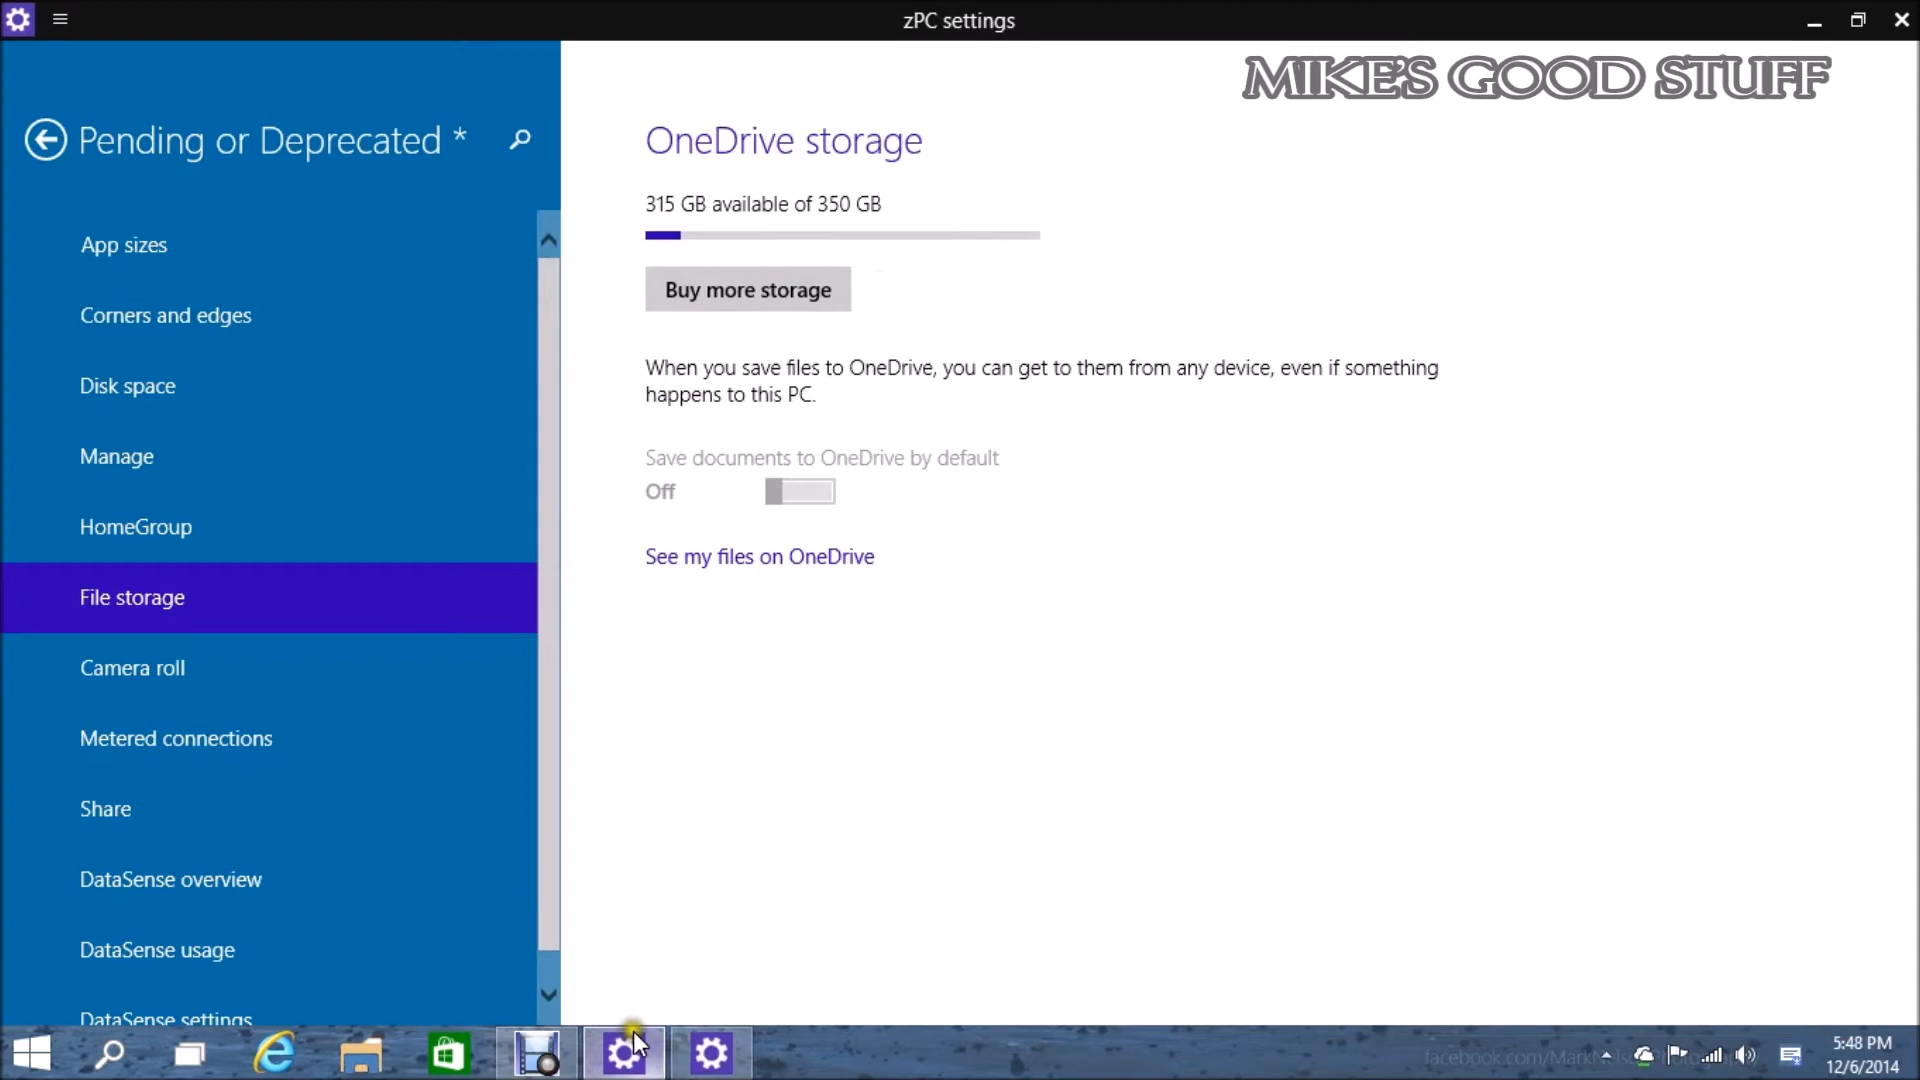 zPC settings
MIKE'S GOOD STUFF
Pending or Deprecated *
App sizes
Corners and edges
Disk space
Manage
HomeGroup
File storage
Camera roll
Metered connections
Share
DataSense overview
DataSense usage
DataSense settings
OneDrive storage
315 GB available of 350 GB
Buy more storage
When you save files to OneDrive, you can get to them from any device, even if something
happens to this PC.
Save documents to OneDrive by default
Off
See my files on OneDrive
facebook.com/
5:48 PM
12/6/2014